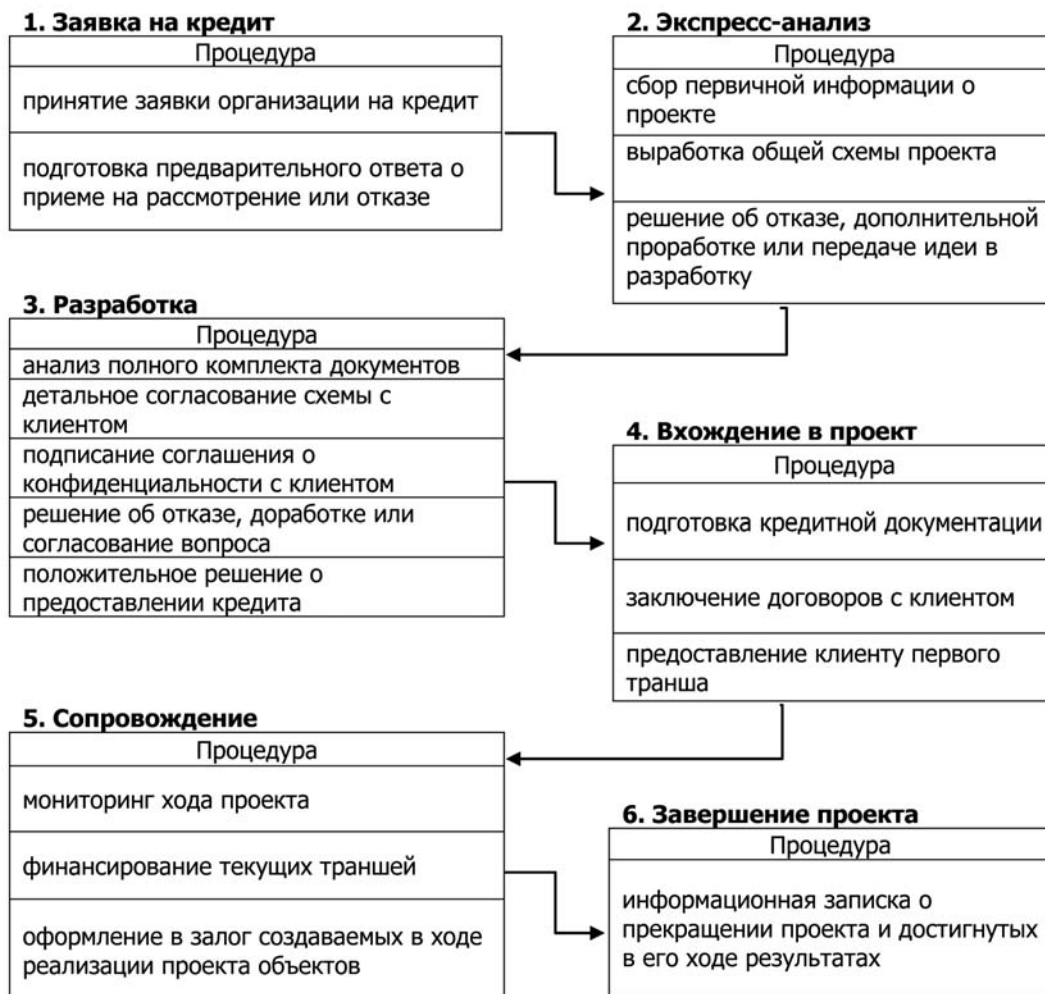 1. Заявка на кредит
Процедура
принятие заявки организации на кредит
подготовка предварительного ответа о
приеме на рассмотрение или отказе
2. Экспресс-анализ
Процедура
сбор первичной информации о
проекте
выработка общей схемы проекта
решение об отказе, дополнительной
проработке или передаче идеи в
разработку
3. Разработка
Процедура
анализ полного комплекта документов
детальное согласование схемы с
клиентом
подписание соглашения о
конфиденциальности с клиентом
решение об отказе, доработке или
согласование вопроса
положительное решение о
предоставлении кредита
4. Вхождение в проект
Процедура
подготовка кредитной документации
заключение договоров с клиентом
предоставление клиенту первого
транша
5. Сопровождение
Процедура
мониторинг хода проекта
финансирование текущих траншей
оформление в залог создаваемых в ходе
реализации проекта объектов
6. Завершение проекта
Процедура
информационная записка о
прекращении проекта и достигнутых
в его ходе результатах